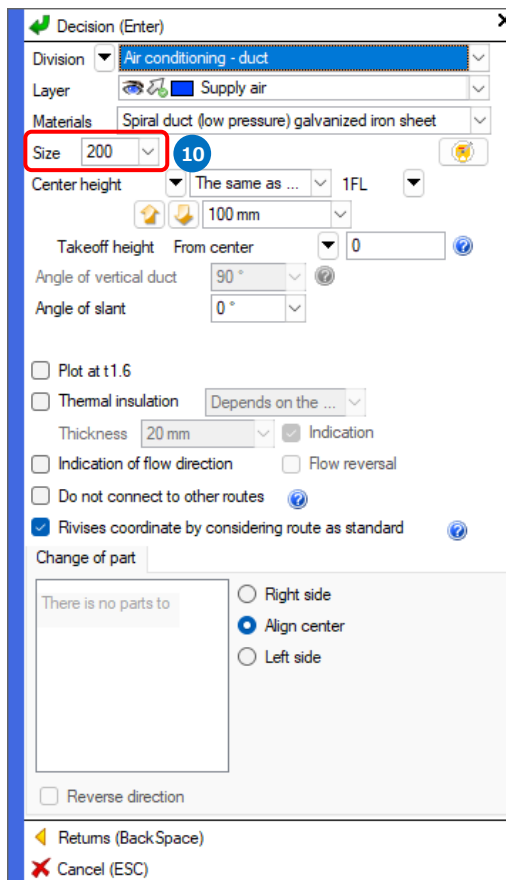 Decision (Enter)
Division Air conditioning - duct
Layer Supply air
Materials Spiral duct (low pressure) galvanized iron sheet
Size 200 10
Center height The same as ... 1FL
100 mm
Takeoff height From center 0
Angle of vertical duct 90 °
Angle of slant 0 °
Plot at t1.6
Thermal insulation Depends on the ...
Thickness 20 mm Indication
Indication of flow direction Flow reversal
Do not connect to other routes
Rivises coordinate by considering route as standard
Change of part
There is no parts to
Right side
Align center
Left side
Reverse direction
Returns (BackSpace)
Cancel (ESC)